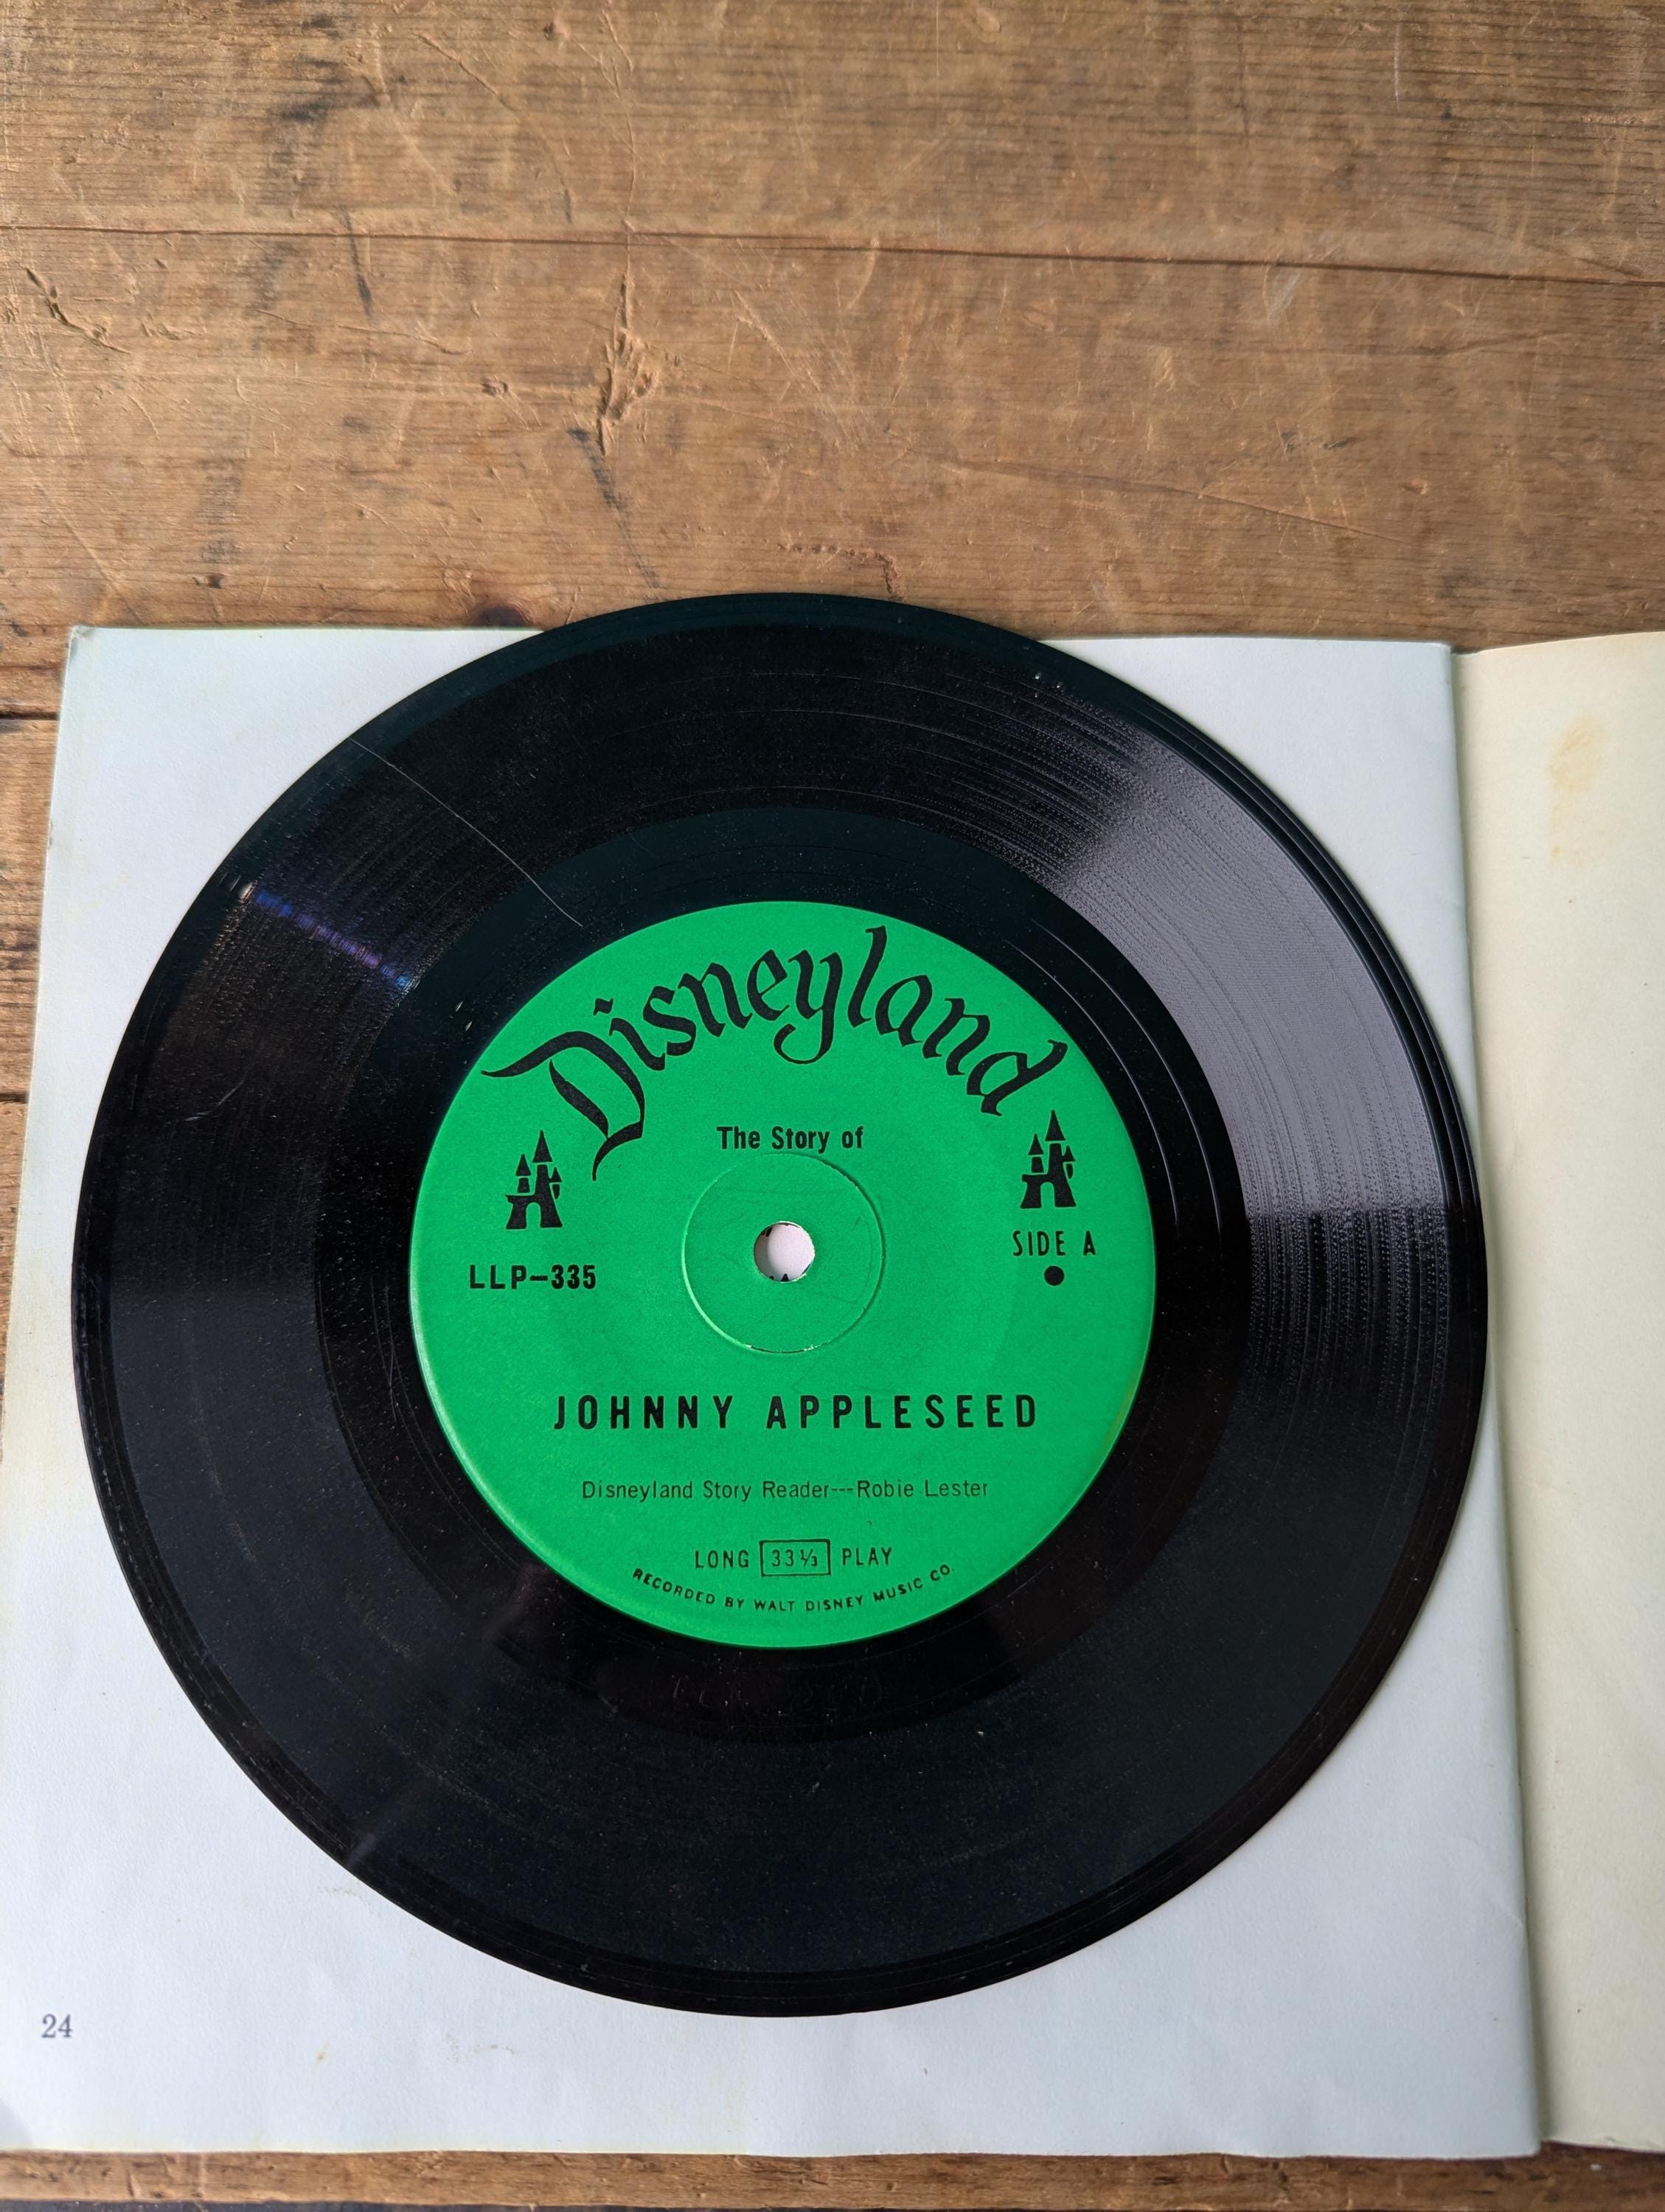 Disneyland
The Story of
SIDE A
LLP-335
JOHNNY APPLESEED
Disneyland Story Reader---Robie Lester
LONG 33⅓ PLAY
RECORDED BY WALT DISNEY MUSIC CO.
24